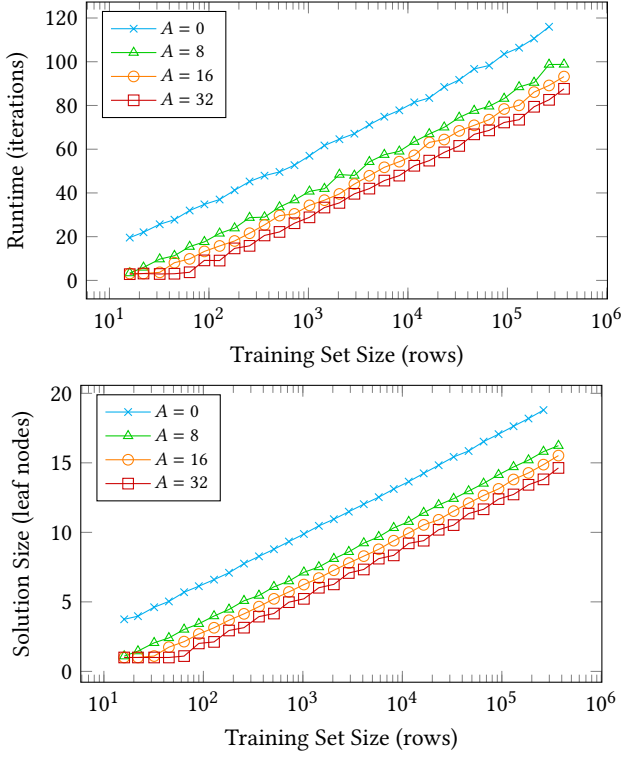 120
100
80
60
40
20
0
Runtime (iterations)
A = 0
A = 8
A = 16
A = 32
10^1 10^2 10^3 10^4 10^5 10^6
Training Set Size (rows)
20
15
10
5
0
Solution Size (leaf nodes)
A = 0
A = 8
A = 16
A = 32
10^1 10^2 10^3 10^4 10^5 10^6
Training Set Size (rows)